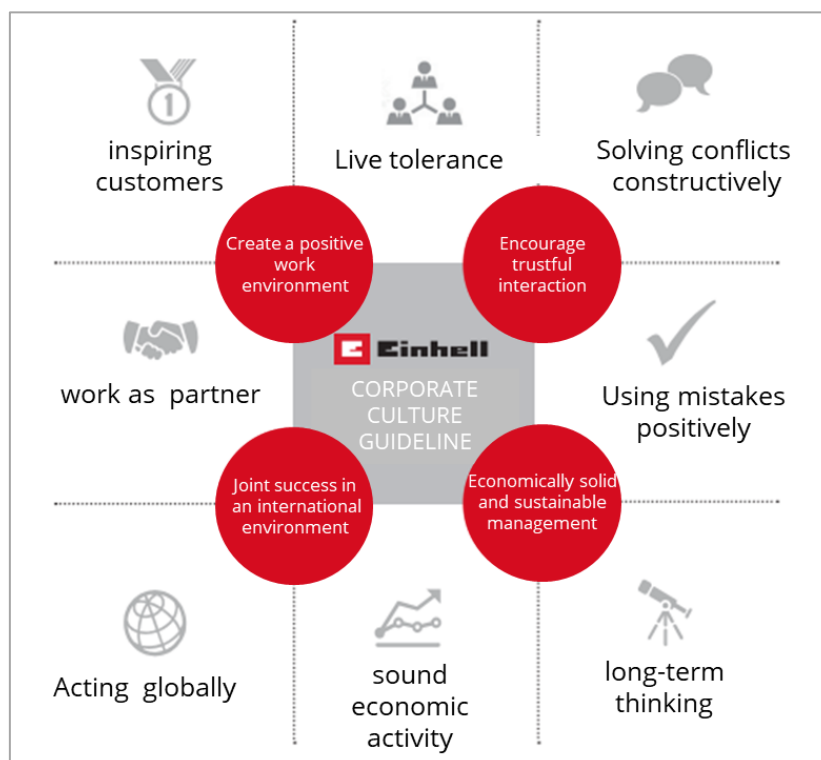 1
inspiring
customers
Live tolerance
Solving conflicts
constructively
Create a positive
work
environment
Encourage
trustful
interaction
work as partner
E Einhell
CORPORATE
CULTURE
GUIDELINE
Using mistakes
positively
Joint success in
an international
environment
Economically solid
and sustainable
management
Acting globally
sound
economic
activity
long-term
thinking